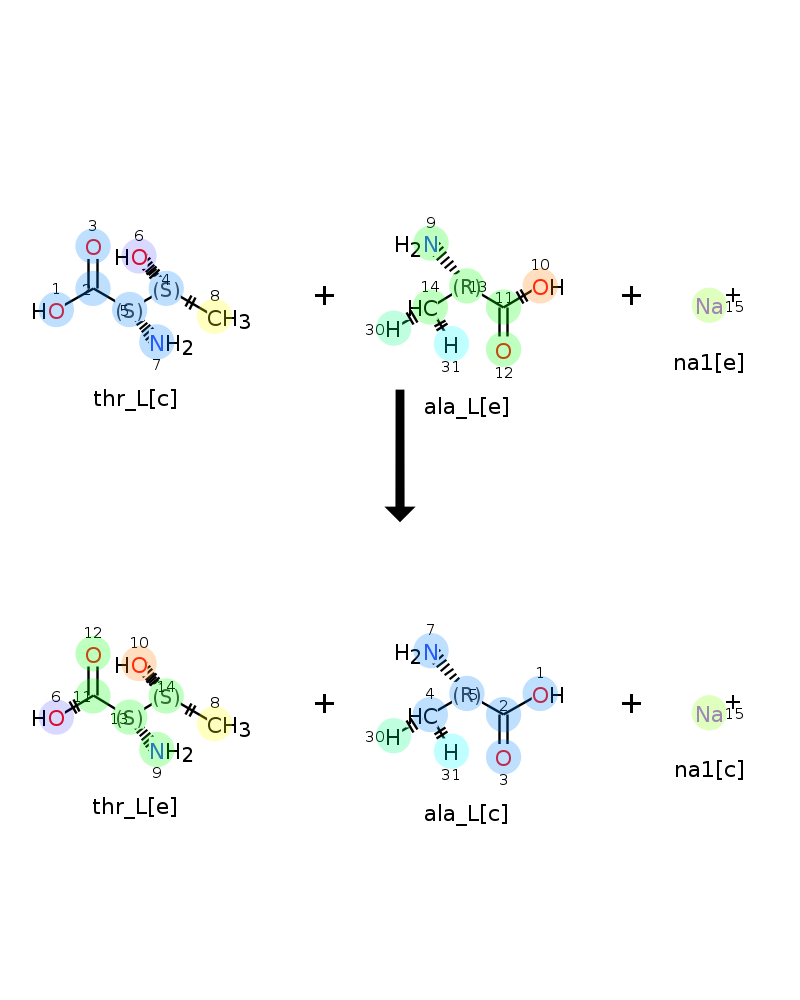 3 6 9 10
O HO H2N OH
1 2 4 8 14 (R) 13 11 Na+
HO 5 (S) (S) CH3 HC 15
7 NH2 30 H H O
31 12
+ +
thr_L[c] ala_L[e] na1[e]
12 10 7 1
O HO H2N OH
6 11 14 8 4 (R) 5 2 Na+
HO 13 (S) (S) CH3 HC 15
9 NH2 30 H H O
31 3
+ +
thr_L[e] ala_L[c] na1[c]